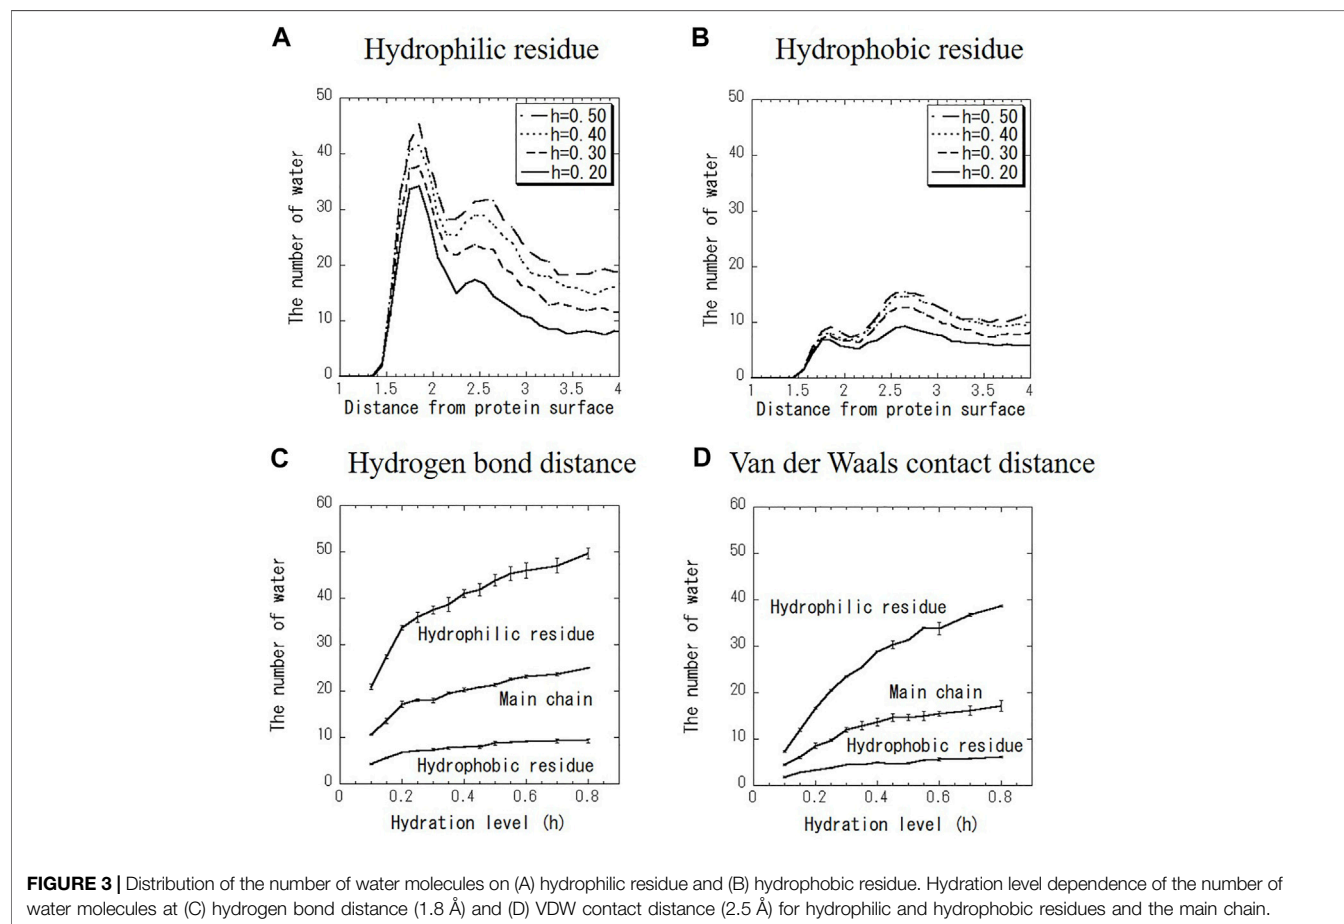 A
Hydrophilic residue
50
40
30
20
10
0
The number of water
h=0.50
h=0.40
h=0.30
h=0.20
1 1.5 2 2.5 3 3.5 4
Distance from protein surface
B
Hydrophobic residue
50
40
30
20
10
0
The number of water
h=0.50
h=0.40
h=0.30
h=0.20
1 1.5 2 2.5 3 3.5 4
Distance from protein surface
C
Hydrogen bond distance
60
50
40
30
20
10
0
The number of water
Hydrophilic residue
Main chain
Hydrophobic residue
0 0.2 0.4 0.6 0.8
Hydration level (h)
D
Van der Waals contact distance
60
50
40
30
20
10
0
The number of water
Hydrophilic residue
Main chain
Hydrophobic residue
0 0.2 0.4 0.6 0.8
Hydration level (h)
FIGURE 3 | Distribution of the number of water molecules on (A) hydrophilic residue and (B) hydrophobic residue. Hydration level dependence of the number of
water molecules at (C) hydrogen bond distance (1.8 Å) and (D) VDW contact distance (2.5 Å) for hydrophilic and hydrophobic residues and the main chain.